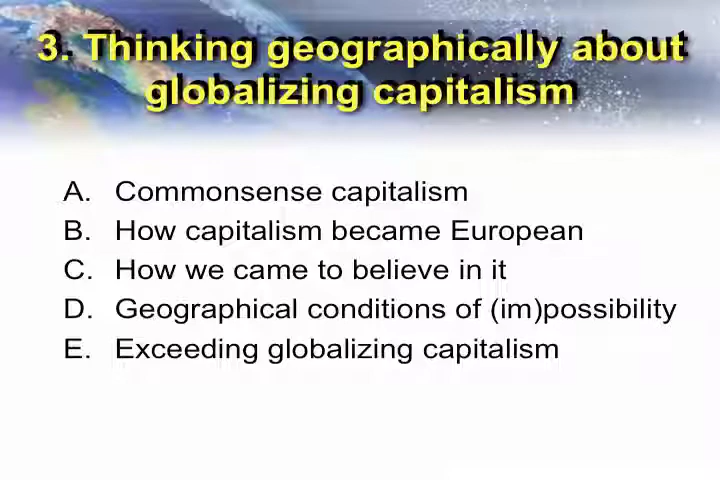 3. Thinking geographically about
globalizing capitalism
A. Commonsense capitalism
B. How capitalism became European
C. How we came to believe in it
D. Geographical conditions of (im)possibility
E. Exceeding globalizing capitalism